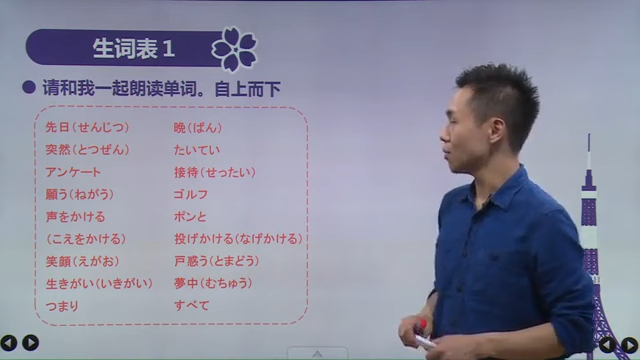 生词表1
请和我一起朗读单词。自上而下
先日(せんじつ)
突然(とつぜん)
アンケート
願う(ねがう)
声をかける
(こえをかける)
笑顔(えがお)
生きがい(いきがい)
つまり
晩(ばん)
たいてい
接待(せったい)
ゴルフ
ポンと
投げかける(なげかける)
戸惑う(とまどう)
夢中(むちゅう)
すべて